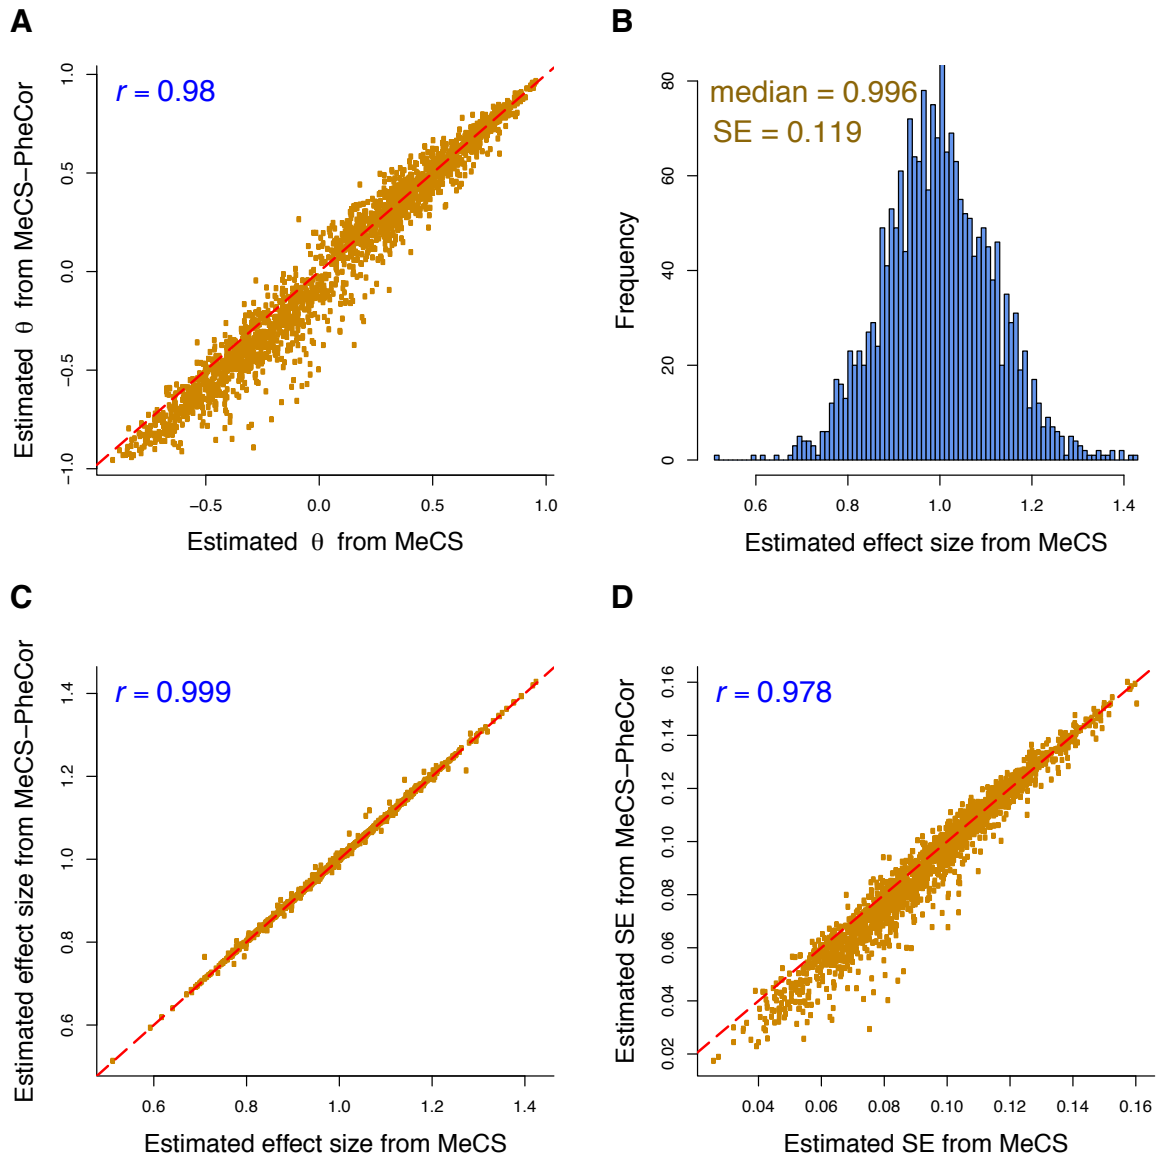 A
r = 0.98
Estimated θ from MeCS−PheCor
1.0
0.5
0.0
−0.5
−1.0
−0.5
0.0
0.5
1.0
Estimated θ from MeCS
B
median = 0.996
SE = 0.119
Frequency
80
60
40
20
0
0.6
0.8
1.0
1.2
1.4
Estimated effect size from MeCS
C
r = 0.999
Estimated effect size from MeCS−PheCor
1.4
1.2
1.0
0.8
0.6
0.6
0.8
1.0
1.2
1.4
Estimated effect size from MeCS
D
r = 0.978
Estimated SE from MeCS−PheCor
0.16
0.14
0.12
0.10
0.08
0.06
0.04
0.02
0.04
0.06
0.08
0.10
0.12
0.14
0.16
Estimated SE from MeCS